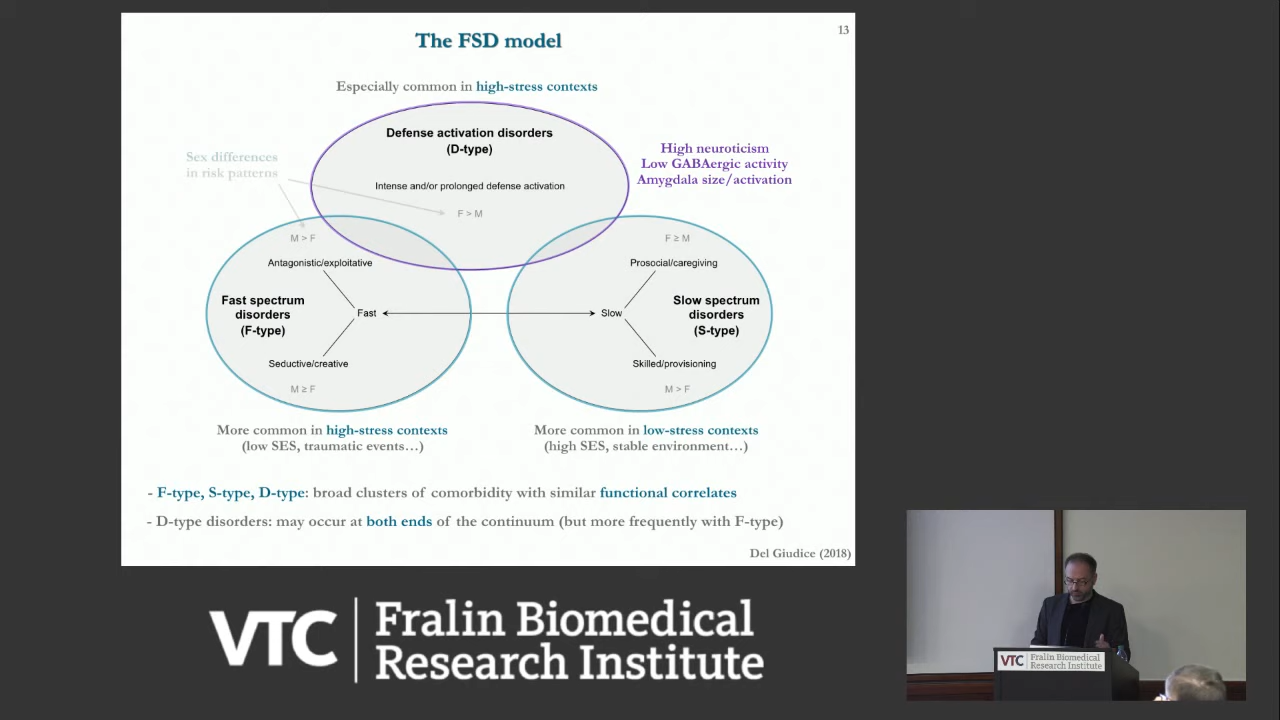 13
The FSD model
Especially common in high-stress contexts
Defense activation disorders
(D-type)
High neuroticism
Low GABAergic activity
Amygdala size/activation
Sex differences
in risk patterns
Intense and/or prolonged defense activation
F > M
M > F
F ≥ M
Antagonistic/exploitative
Prosocial/caregiving
Fast spectrum
disorders
(F-type)
Fast
Slow
Slow spectrum
disorders
(S-type)
Seductive/creative
Skilled/provisioning
M ≥ F
M > F
More common in high-stress contexts
(low SES, traumatic events…)
More common in low-stress contexts
(high SES, stable environment…)
- F-type, S-type, D-type: broad clusters of comorbidity with similar functional correlates
- D-type disorders: may occur at both ends of the continuum (but more frequently with F-type)
Del Giudice (2018)
VTC
Fralin Biomedical
Research Institute
VTC
Fralin Biomedical
Research Institute